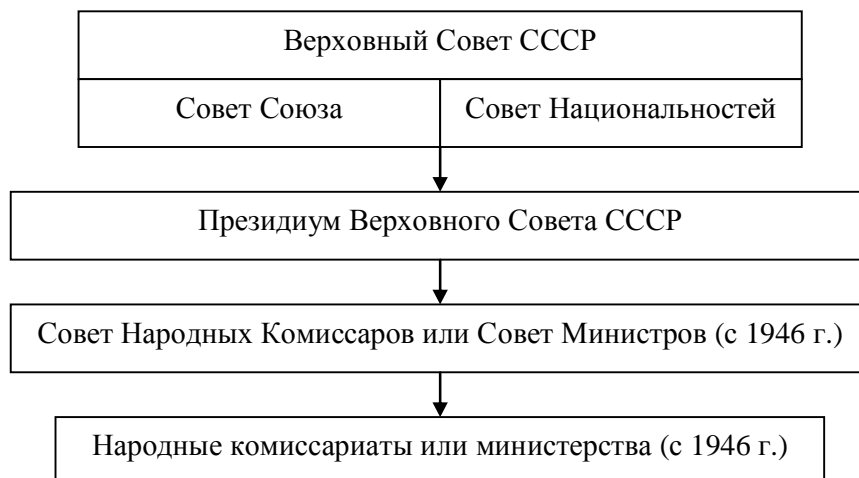 Верховный Совет СССР
Совет Союза
Совет Национальностей
Президиум Верховного Совета СССР
Совет Народных Комиссаров или Совет Министров (с 1946 г.)
Народные комиссариаты или министерства (с 1946 г.)